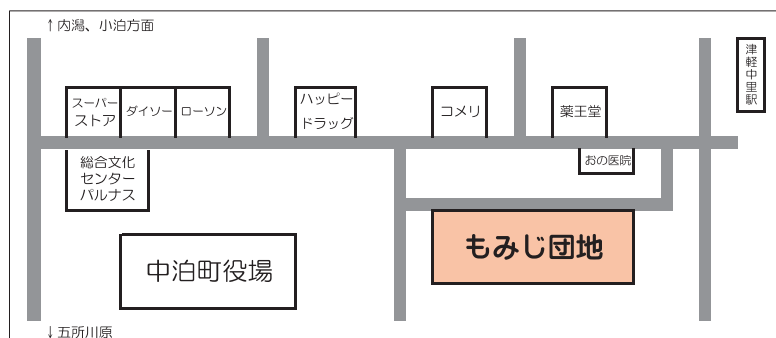 ↑内潟、小泊方面
津軽中里駅
スーパー
ストア
ダイソー
ローソン
ハッピー
ドラッグ
コメリ
薬王堂
総合文化
センター
パルナス
おの医院
もみじ団地
中泊町役場
↓五所川原